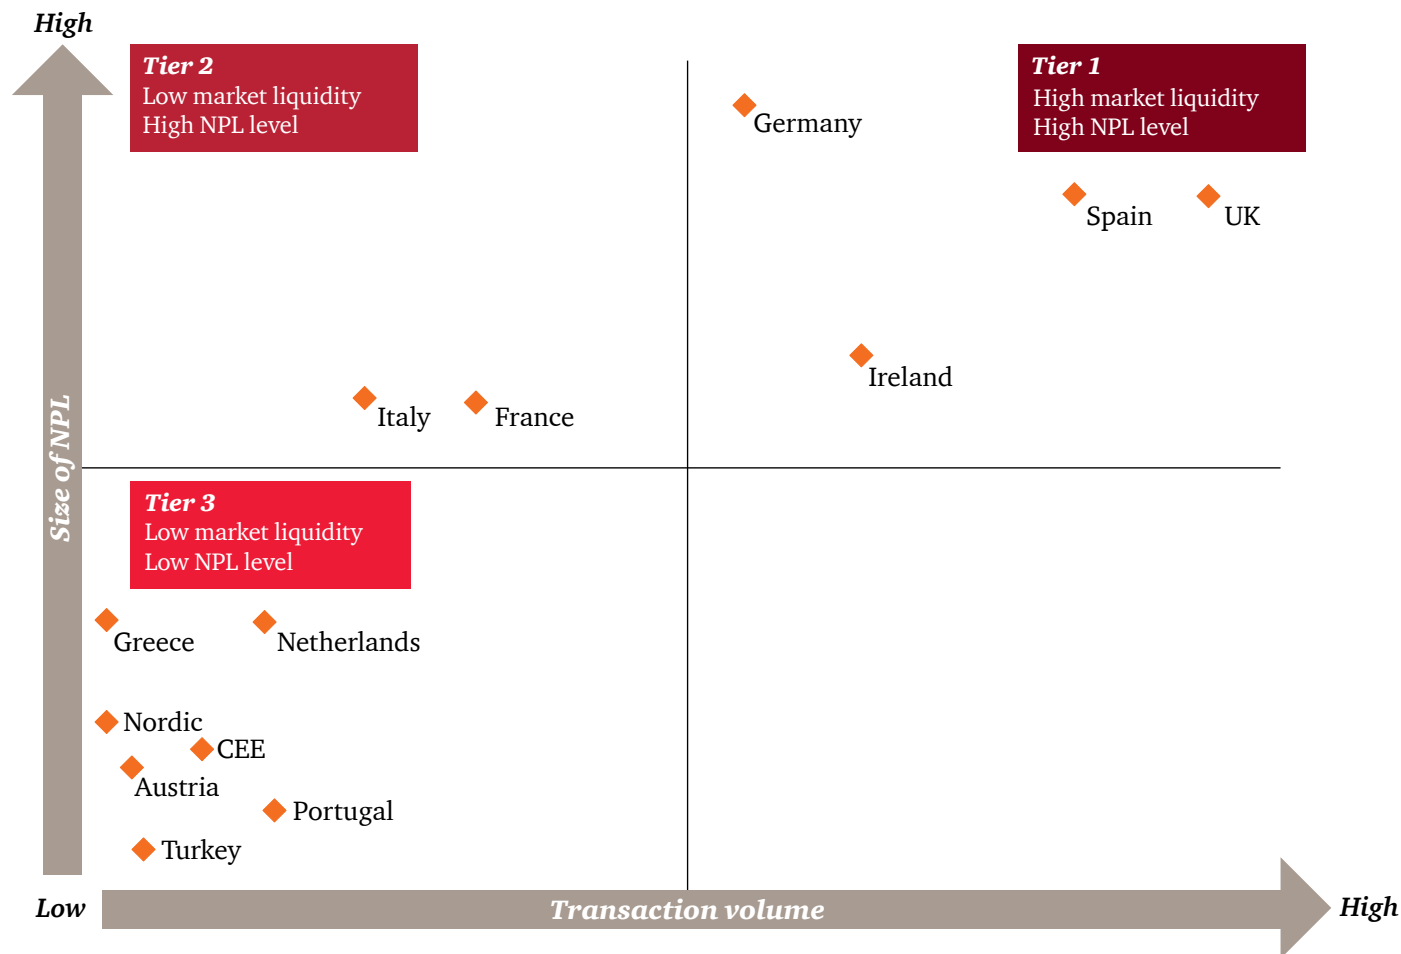 High
Tier 2
Low market liquidity
High NPL level
Tier 1
High market liquidity
High NPL level
Germany
Spain
UK
Ireland
Italy
France
Size of NPL
Tier 3
Low market liquidity
Low NPL level
Greece
Netherlands
Nordic
CEE
Austria
Portugal
Turkey
Low
Transaction volume
High